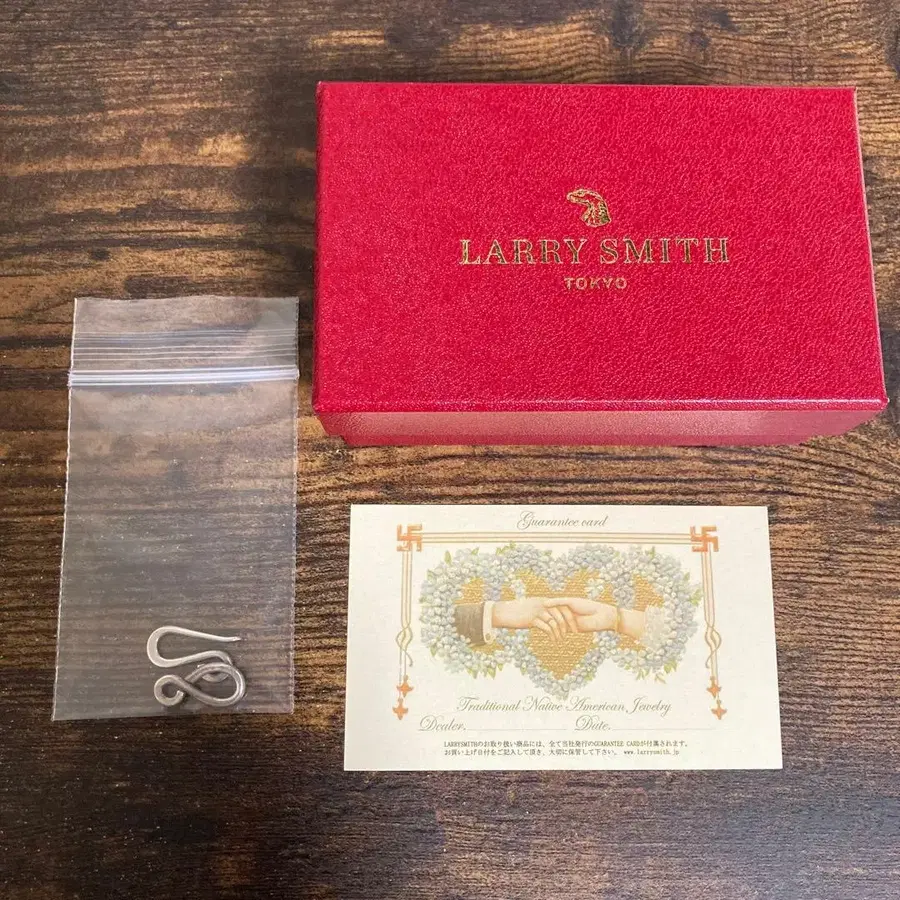 LARRY SMITH
TOKYO
Guarantee card
Traditional Native American Jewelry
Dealer. Date.
LARRYSMITHのお取り扱い商品には、全て当社発行のGUARANTEE CARDが付属されます。
お買い上げ日付をご記入して頂き、大切に保管して下さい。 www.larrysmith.jp